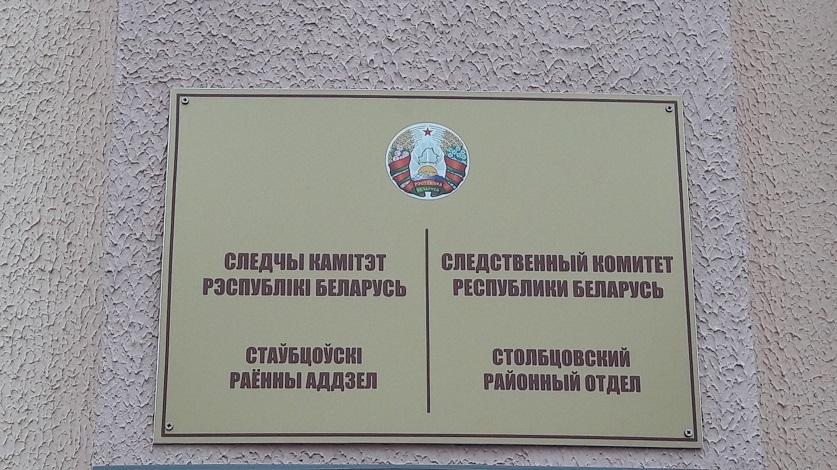 СЛЕДЧЫ КАМІТЭТ
РЭСПУБЛІКІ БЕЛАРУСЬ
СТАЎБЦОЎСКІ
РАЁННЫ АДДЗЕЛ
СЛЕДСТВЕННЫЙ КОМИТЕТ
РЕСПУБЛИКИ БЕЛАРУСЬ
СТОЛБЦОВСКИЙ
РАЙОННЫЙ ОТДЕЛ